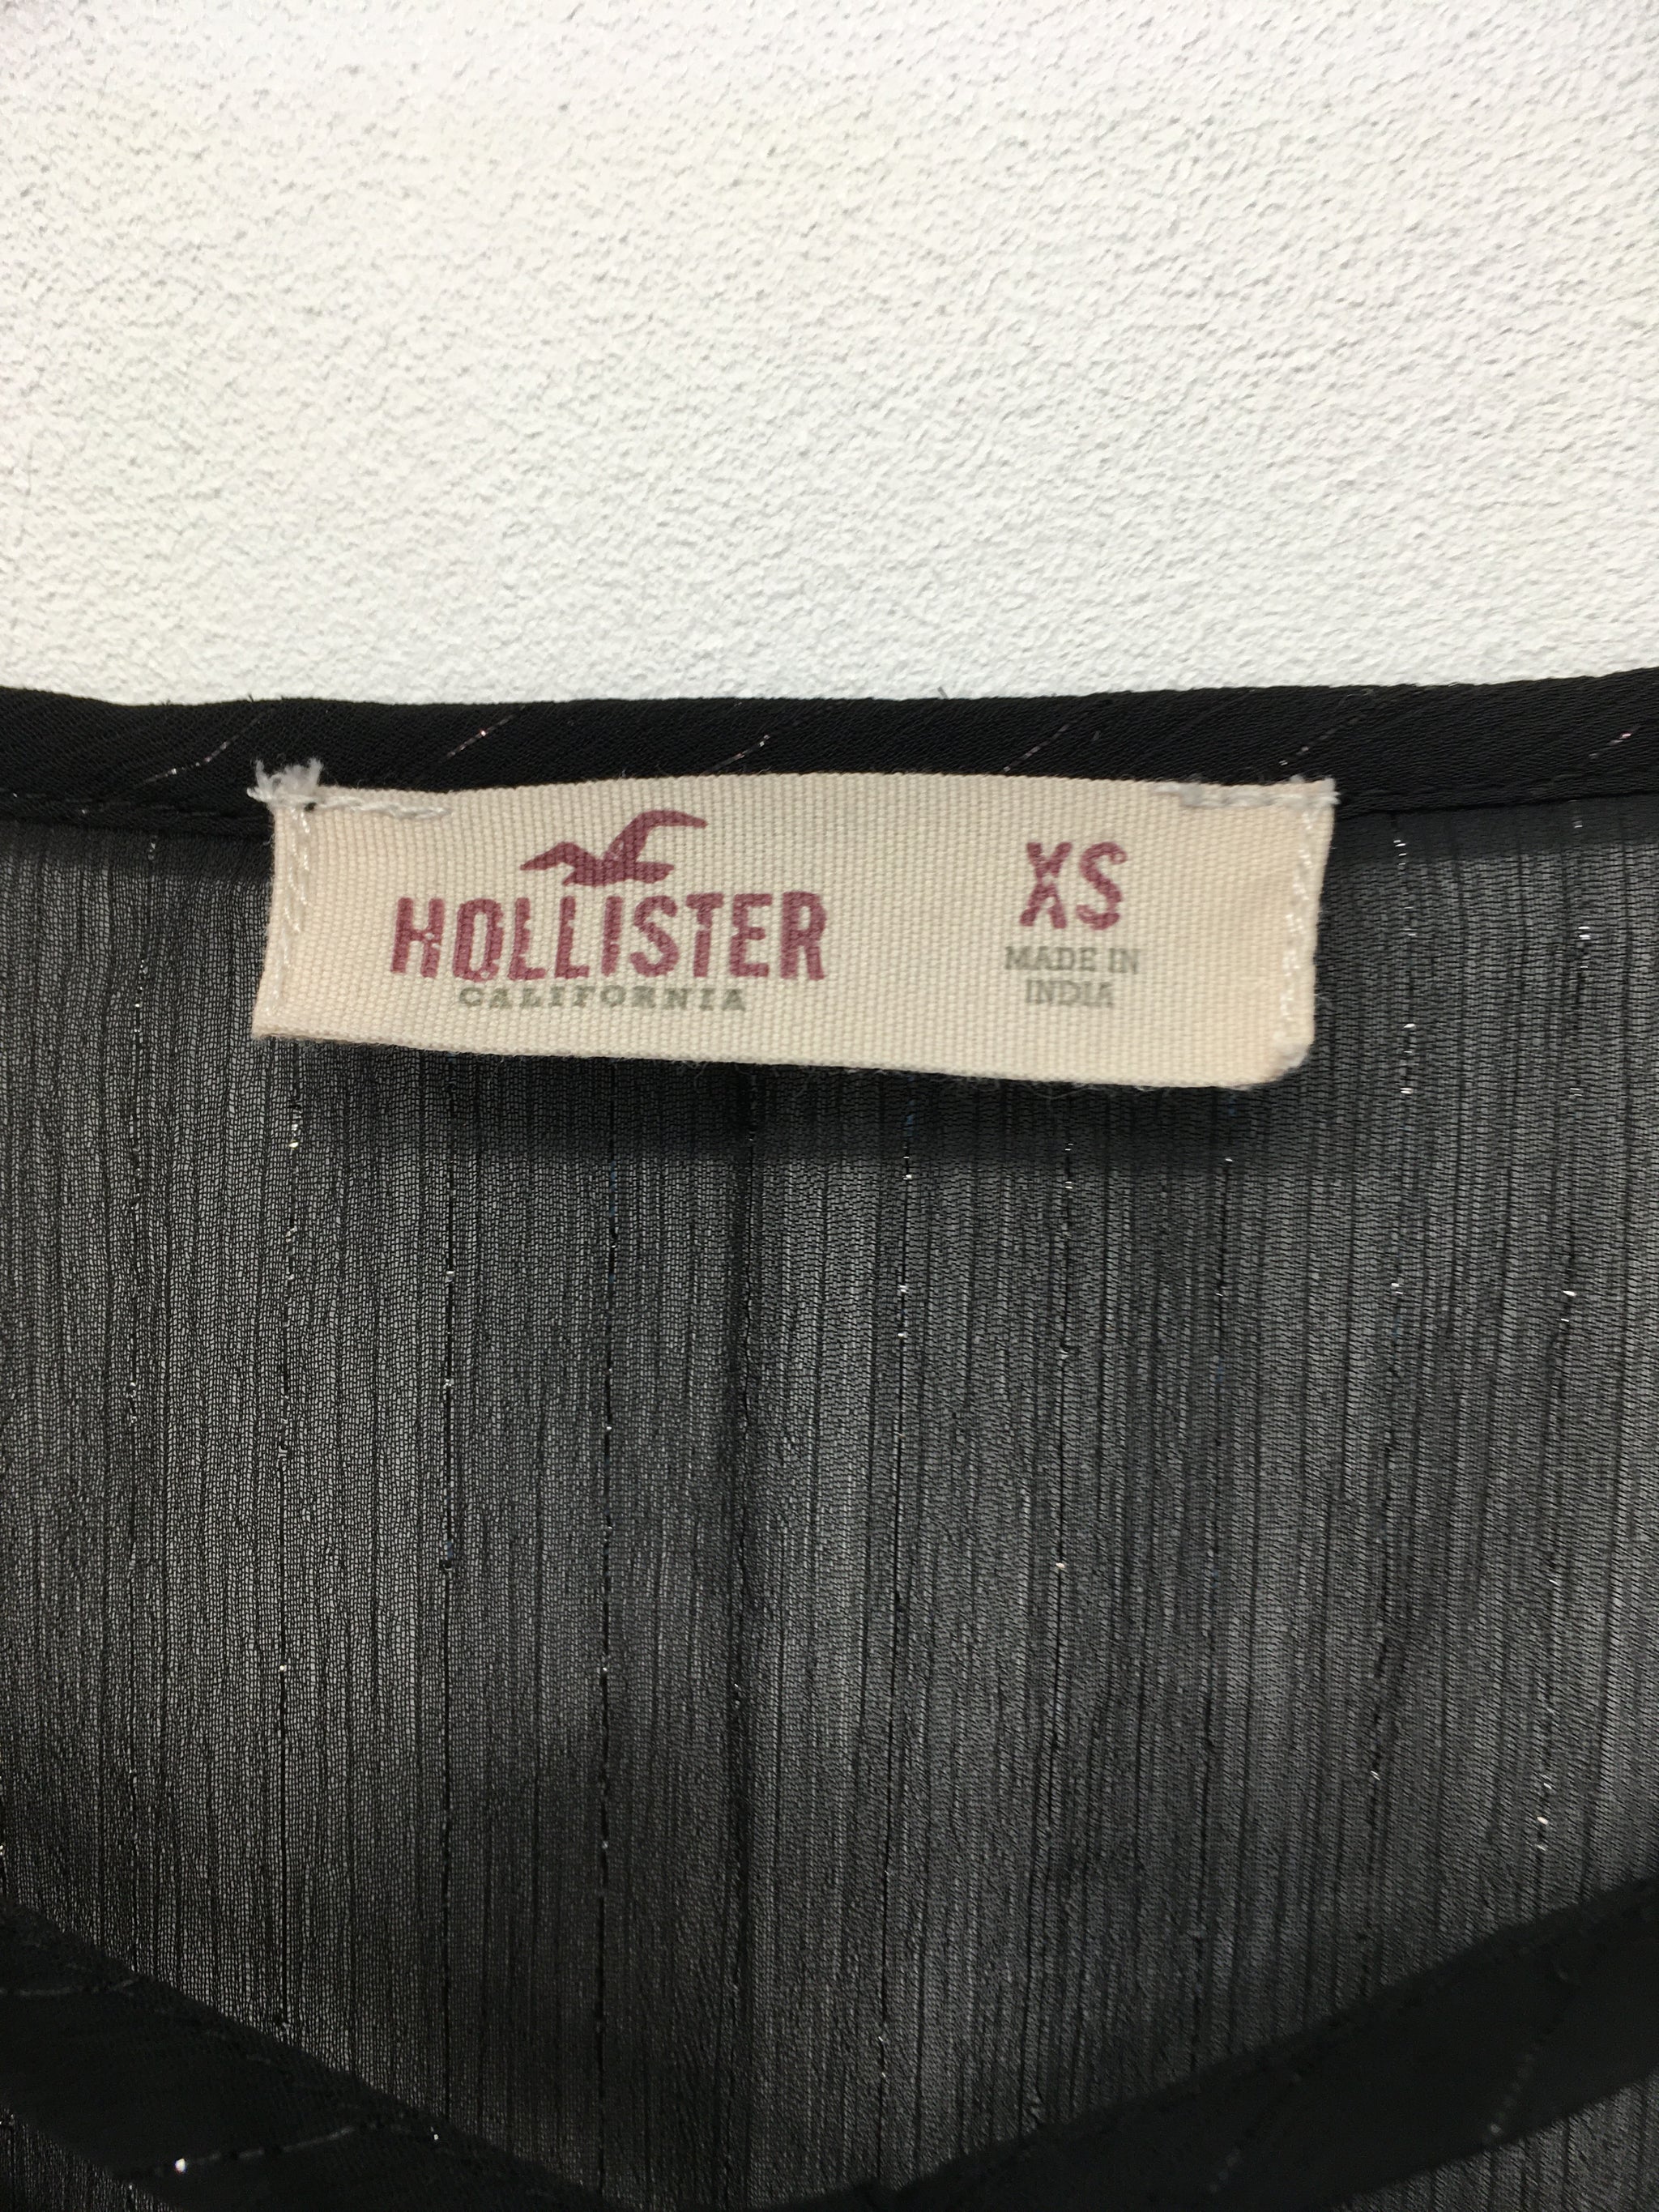 HOLLISTER
CALIFORNIA
XS
MADE IN
INDIA